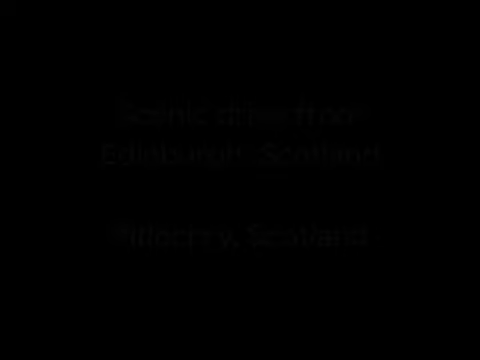 Scenic drive from
Edinburgh, Scotland
Pitlochry, Scotland